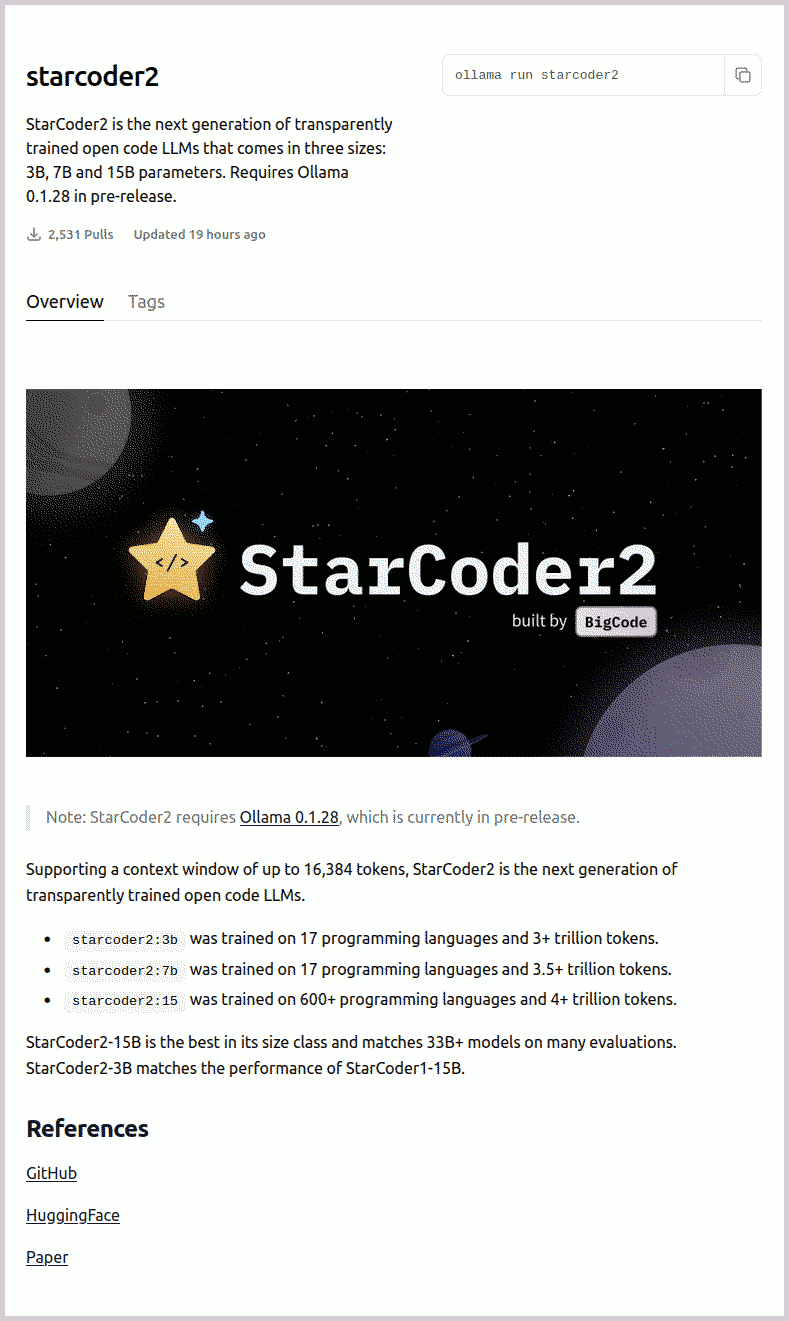 starcoder2
ollama run starcoder2
StarCoder2 is the next generation of transparently
trained open code LLMs that comes in three sizes:
3B, 7B and 15B parameters. Requires Ollama
0.1.28 in pre-release.
2,531 Pulls Updated 19 hours ago
Overview Tags
</>
StarCoder2
built by BigCode
Note: StarCoder2 requires Ollama 0.1.28, which is currently in pre-release.
Supporting a context window of up to 16,384 tokens, StarCoder2 is the next generation of
transparently trained open code LLMs.
• starcoder2:3b was trained on 17 programming languages and 3+ trillion tokens.
• starcoder2:7b was trained on 17 programming languages and 3.5+ trillion tokens.
• starcoder2:15 was trained on 600+ programming languages and 4+ trillion tokens.
StarCoder2-15B is the best in its size class and matches 33B+ models on many evaluations.
StarCoder2-3B matches the performance of StarCoder1-15B.
References
GitHub
HuggingFace
Paper